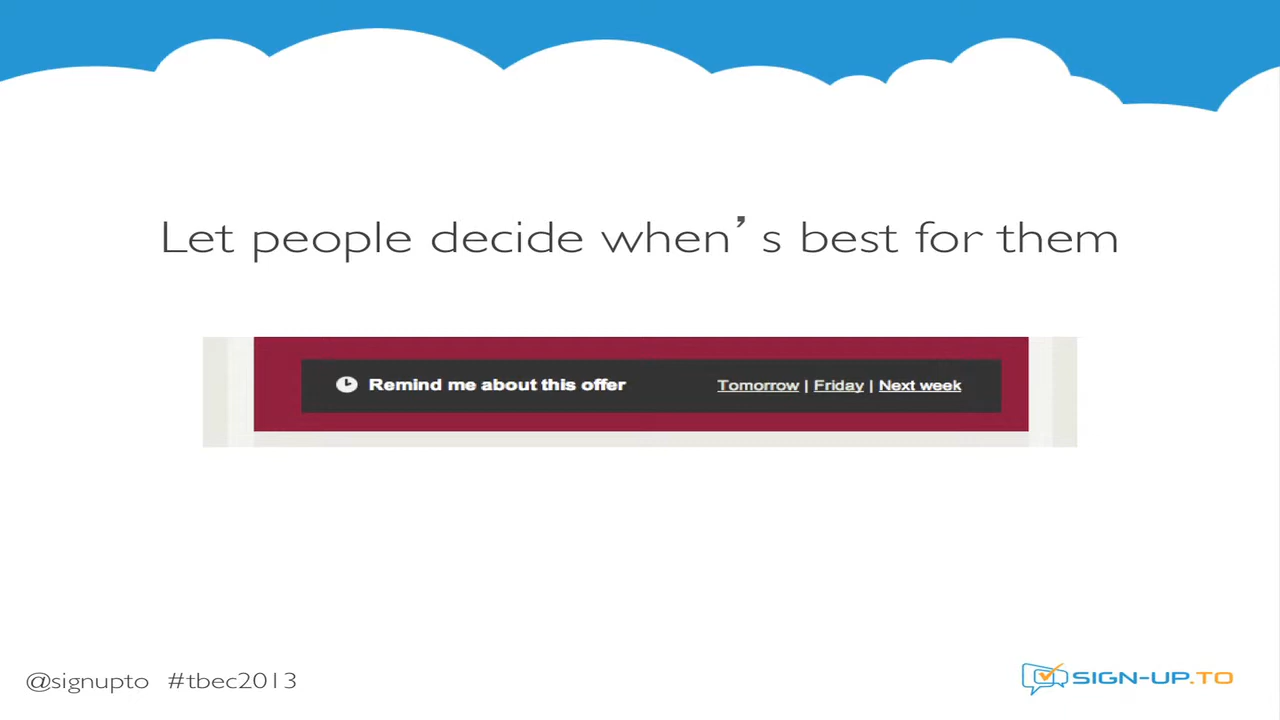 Let people decide when’s best for them
Remind me about this offer Tomorrow | Friday | Next week
@signupto #tbec2013
SIGN-UP.TO